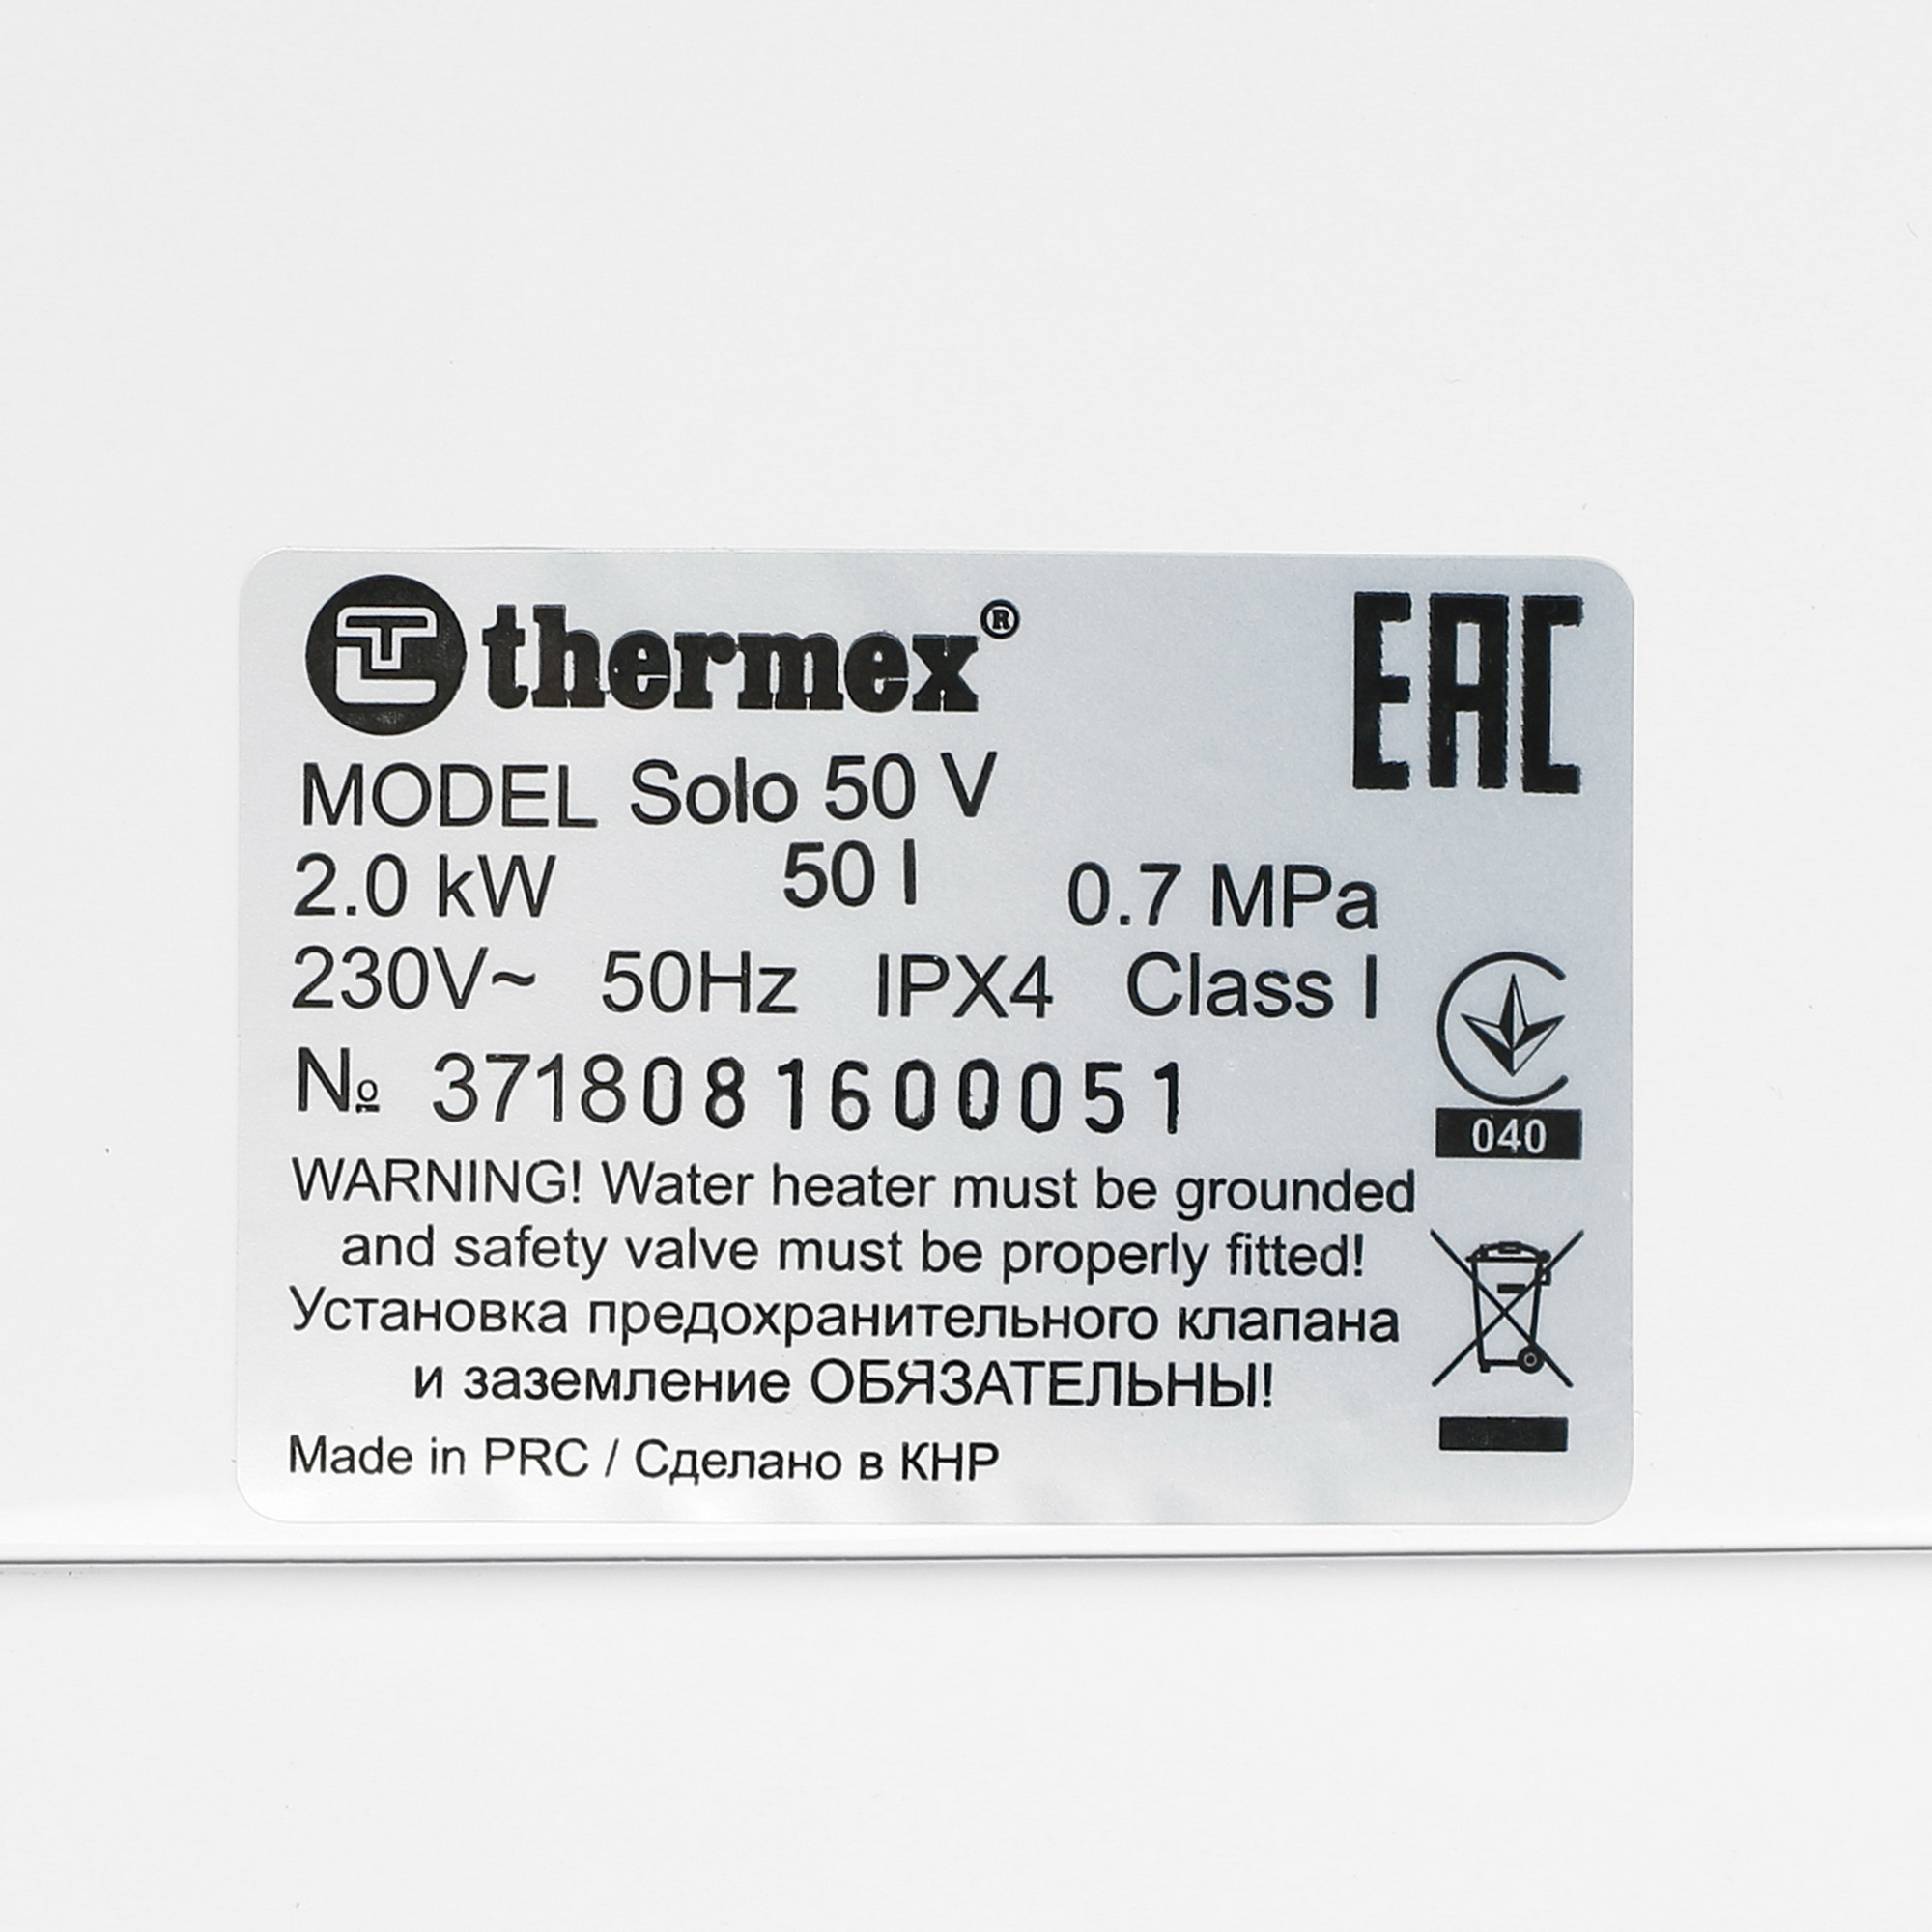 thermex®
EAC
MODEL Solo 50 V
2.0 kW 50 l 0.7 MPa
230V~ 50Hz IPX4 Class I
№ 3718081600051
040
WARNING! Water heater must be grounded
and safety valve must be properly fitted!
Установка предохранительного клапана
и заземление ОБЯЗАТЕЛЬНЫ!
Made in PRC / Сделано в КНР